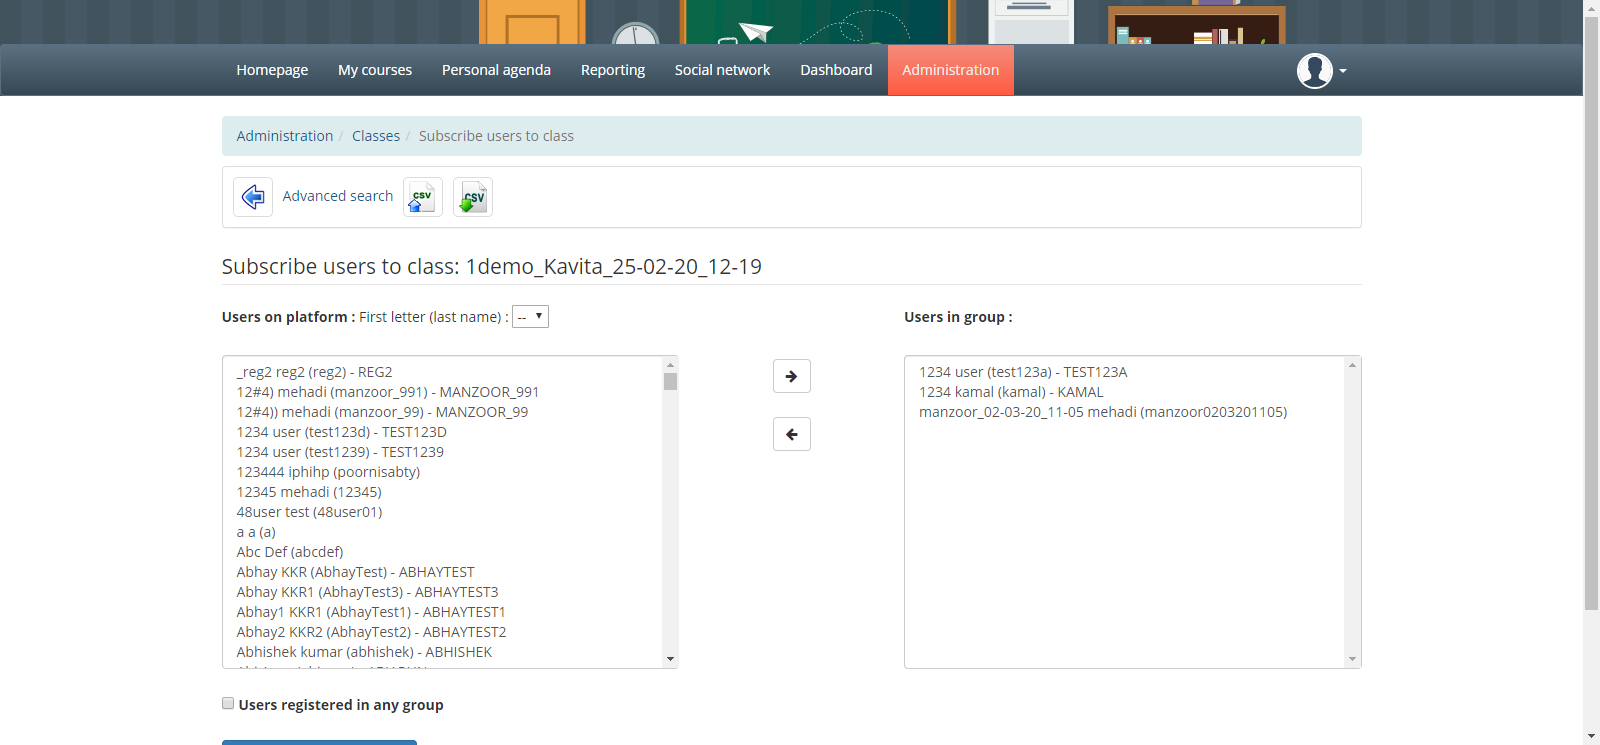 Homepage My courses Personal agenda Reporting Social network Dashboard Administration
Administration / Classes / Subscribe users to class
Advanced search CSV CSV
Subscribe users to class: 1demo_Kavita_25-02-20_12-19
Users on platform : First letter (last name) : --
_reg2 reg2 (reg2) - REG2
12#4) mehadi (manzoor_991) - MANZOOR_991
12#4)) mehadi (manzoor_99) - MANZOOR_99
1234 user (test123d) - TEST123D
1234 user (test1239) - TEST1239
123444 iphihp (poornisabty)
12345 mehadi (12345)
48user test (48user01)
a a (a)
Abc Def (abcdef)
Abhay KKR (AbhayTest) - ABHAYTEST
Abhay KKR1 (AbhayTest3) - ABHAYTEST3
Abhay1 KKR1 (AbhayTest1) - ABHAYTEST1
Abhay2 KKR2 (AbhayTest2) - ABHAYTEST2
Abhishek kumar (abhishek) - ABHISHEK
Users in group :
1234 user (test123a) - TEST123A
1234 kamal (kamal) - KAMAL
manzoor_02-03-20_11-05 mehadi (manzoor0203201105)
Users registered in any group